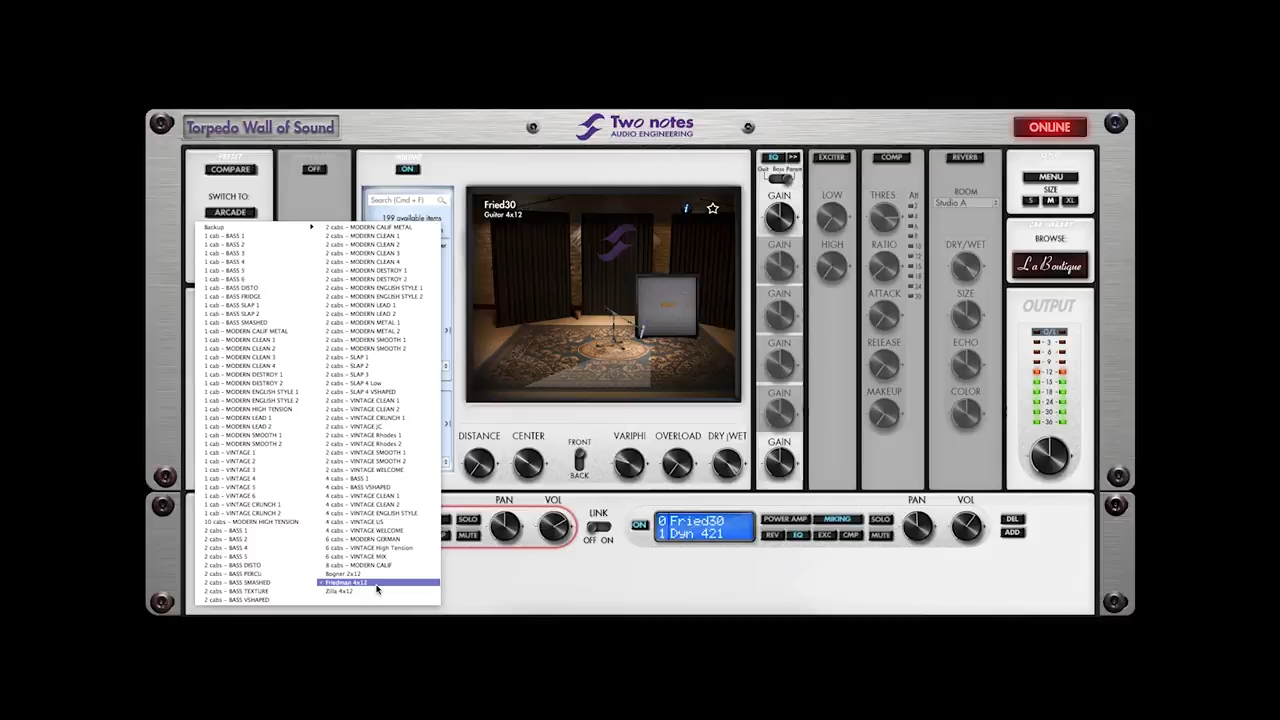 Torpedo Wall of Sound
Two notes
AUDIO ENGINEERING
ONLINE
COMPARE
SWITCH TO:
ARCADE
OFF
ON
Search (Cmd + F)
199 available items
Fried30
Guitar 4x12
EQ
>>
Guit Bass Param
GAIN
GAIN
GAIN
GAIN
GAIN
GAIN
EXCITER
LOW
HIGH
COMP
THRES.
RATIO
ATTACK
RELEASE
MAKEUP
REVERB
ROOM
Studio A
DRY/WET
SIZE
ECHO
COLOR
MENU
SIZE
S M XL
BROWSE:
La Boutique
OUTPUT
- 3 -
- 6 -
- 9 -
-12-
-15-
-18-
-24-
-30-
-36-
Backup
1 cab - BASS 1
1 cab - BASS 2
1 cab - BASS 3
1 cab - BASS 4
1 cab - BASS 5
1 cab - BASS 6
1 cab - BASS DISTO
1 cab - BASS FRIDGE
1 cab - BASS SLAP 1
1 cab - BASS SLAP 2
1 cab - BASS SMASHED
1 cab - MODERN CALIF METAL
1 cab - MODERN CLEAN 1
1 cab - MODERN CLEAN 2
1 cab - MODERN CLEAN 3
1 cab - MODERN CLEAN 4
1 cab - MODERN DESTROY 1
1 cab - MODERN DESTROY 2
1 cab - MODERN ENGLISH STYLE 1
1 cab - MODERN ENGLISH STYLE 2
1 cab - MODERN HIGH TENSION
1 cab - MODERN LEAD 1
1 cab - MODERN LEAD 2
1 cab - MODERN SMOOTH 1
1 cab - MODERN SMOOTH 2
1 cab - VINTAGE 1
1 cab - VINTAGE 2
1 cab - VINTAGE 3
1 cab - VINTAGE 4
1 cab - VINTAGE 5
1 cab - VINTAGE 6
1 cab - VINTAGE CRUNCH 1
1 cab - VINTAGE CRUNCH 2
10 cabs - MODERN HIGH TENSION
2 cabs - BASS 1
2 cabs - BASS 2
2 cabs - BASS 4
2 cabs - BASS 5
2 cabs - BASS DISTO
2 cabs - BASS PERCU
2 cabs - BASS SMASHED
2 cabs - BASS TEXTURE
2 cabs - BASS VSHAPED
2 cabs - MODERN CALIF METAL
2 cabs - MODERN CLEAN 1
2 cabs - MODERN CLEAN 2
2 cabs - MODERN CLEAN 3
2 cabs - MODERN CLEAN 4
2 cabs - MODERN DESTROY 1
2 cabs - MODERN DESTROY 2
2 cabs - MODERN ENGLISH STYLE 1
2 cabs - MODERN ENGLISH STYLE 2
2 cabs - MODERN LEAD 1
2 cabs - MODERN LEAD 2
2 cabs - MODERN METAL 1
2 cabs - MODERN METAL 2
2 cabs - MODERN SMOOTH 1
2 cabs - MODERN SMOOTH 2
2 cabs - SLAP 1
2 cabs - SLAP 2
2 cabs - SLAP 3
2 cabs - SLAP 4 Low
2 cabs - SLAP 4 VSHAPED
2 cabs - VINTAGE CLEAN 1
2 cabs - VINTAGE CLEAN 2
2 cabs - VINTAGE CRUNCH 1
2 cabs - VINTAGE JC
2 cabs - VINTAGE Rhodes 1
2 cabs - VINTAGE Rhodes 2
2 cabs - VINTAGE SMOOTH 1
2 cabs - VINTAGE SMOOTH 2
2 cabs - VINTAGE WELCOME
4 cabs - BASS 1
4 cabs - BASS VSHAPED
4 cabs - VINTAGE CLEAN 1
4 cabs - VINTAGE CLEAN 2
4 cabs - VINTAGE ENGLISH STYLE
4 cabs - VINTAGE US
4 cabs - VINTAGE WELCOME
6 cabs - MODERN GERMAN
6 cabs - VINTAGE High Tension
6 cabs - VINTAGE MIX
8 cabs - MODERN CALIF
Bogner 2x12
Friedman 4x12
Zilla 4x12
DISTANCE
CENTER
FRONT
BACK
VARIPHI
OVERLOAD
DRY/WET
SOLO
MUTE
PAN
VOL
LINK
OFF ON
ON
0 Fried30
1 Dyn 421
POWER AMP
MIKING
SOLO
REV
EQ
EXC
CMP
MUTE
PAN
VOL
DEL
ADD